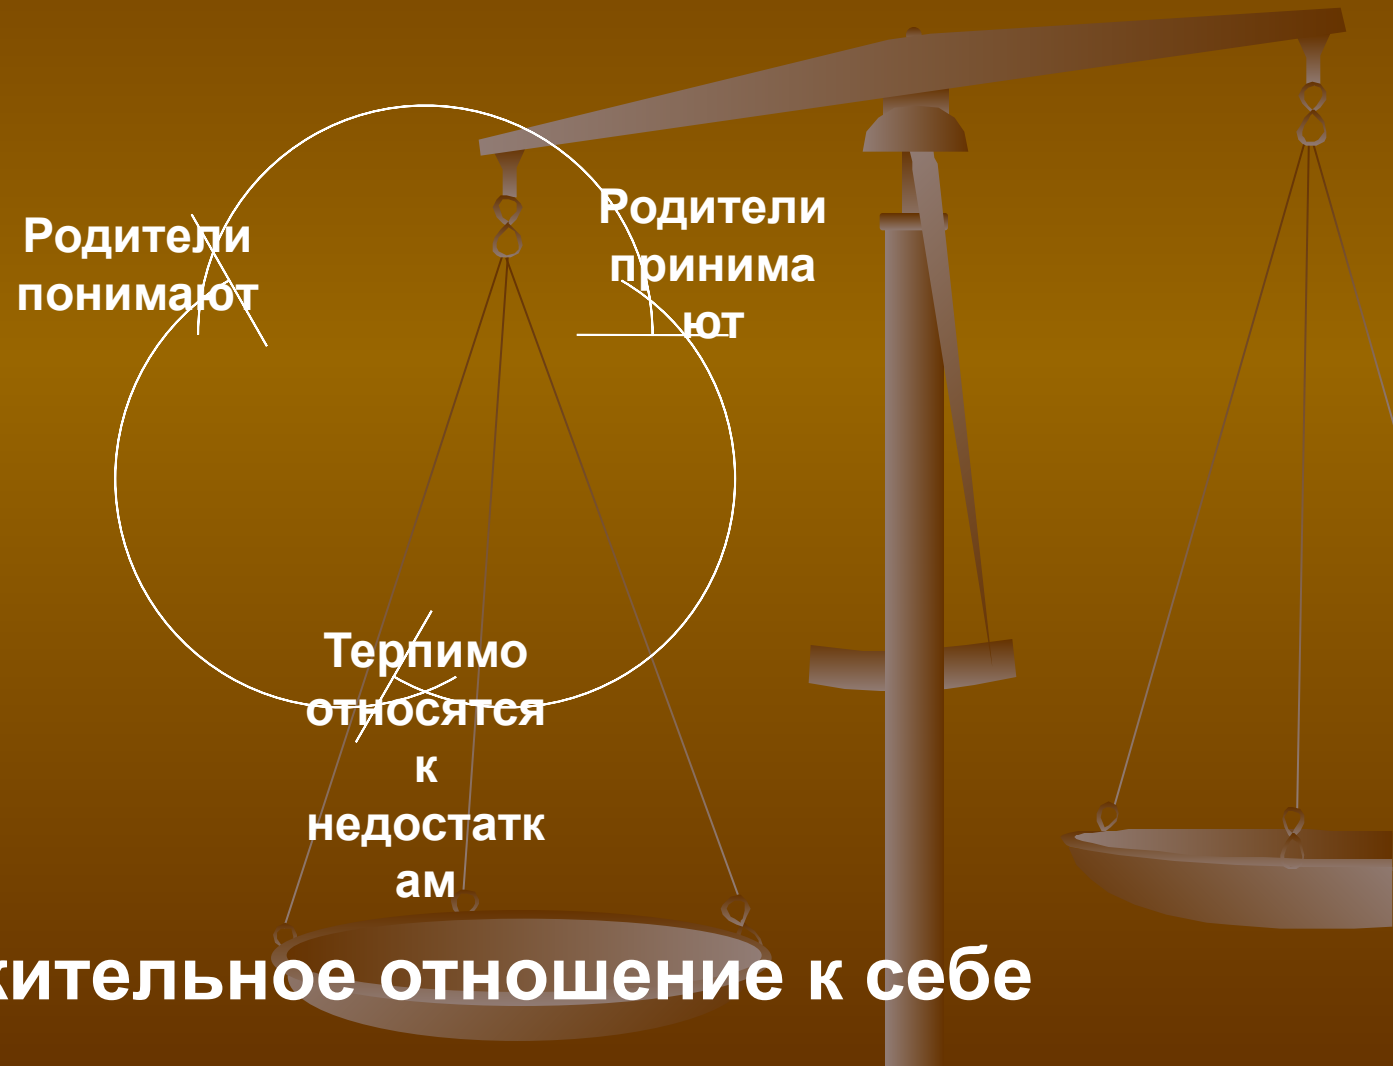 Родители
понимают
Родители
принима
ют
Терпимо
относятся
к
недостатк
ам
жительное отношение к себе